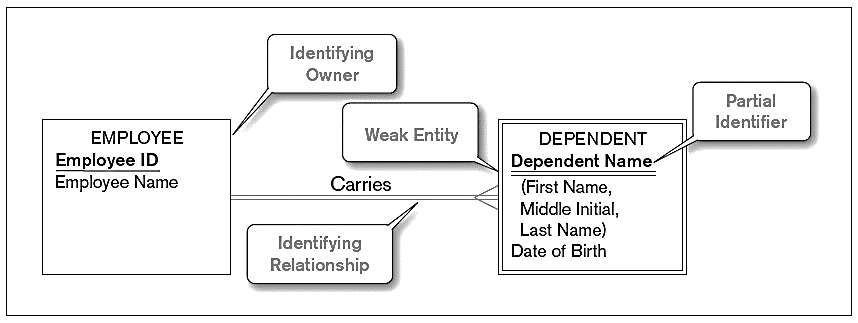 Identifying
Owner
EMPLOYEE
Employee ID
Employee Name
Carries
Identifying
Relationship
Weak Entity
DEPENDENT
Dependent Name
(First Name,
Middle Initial,
Last Name)
Date of Birth
Partial
Identifier